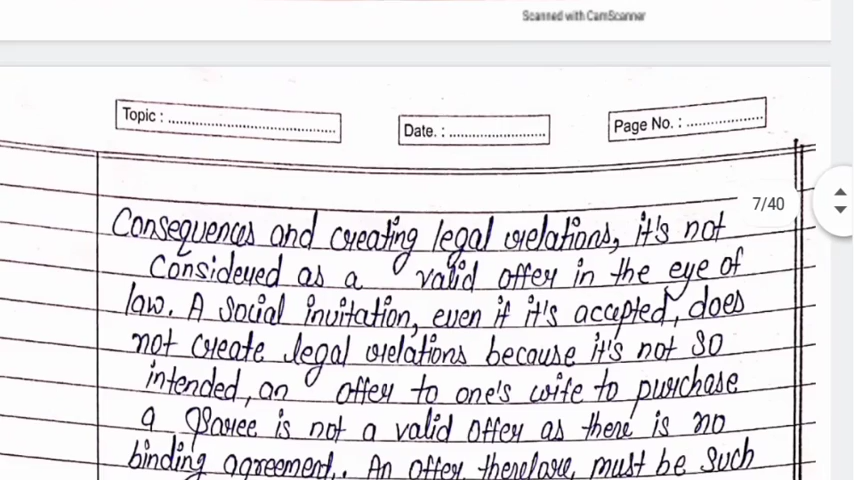 Scanned with CamScanner
Topic : ..................................................
Date. : ............................
Page No. : ......................
7/40
Consequences and creating legal relations, it's not
Considered as a valid offer in the eye of
law. A Social invitation, even if it's accepted, does
not create legal relations because it's not so
intended, an offer to one's wife to purchase
a Saree is not a valid offer as there is no
binding agreement. An offer therefore, must be such